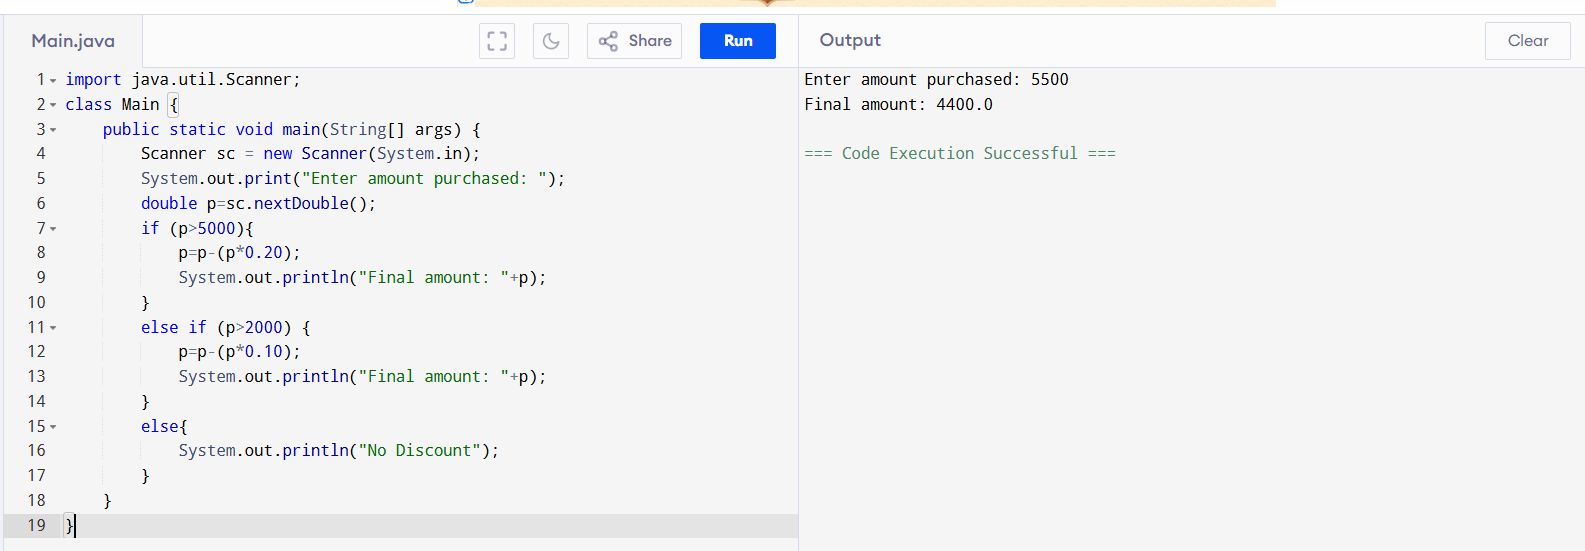 Main.java
Share
Run
Output
Clear
1 import java.util.Scanner;
2 class Main {
3     public static void main(String[] args) {
4         Scanner sc = new Scanner(System.in);
5         System.out.print("Enter amount purchased: ");
6         double p=sc.nextDouble();
7         if (p>5000){
8             p=p-(p*0.20);
9             System.out.println("Final amount: "+p);
10         }
11         else if (p>2000) {
12             p=p-(p*0.10);
13             System.out.println("Final amount: "+p);
14         }
15         else{
16             System.out.println("No Discount");
17         }
18     }
19 }
Enter amount purchased: 5500
Final amount: 4400.0
=== Code Execution Successful ===